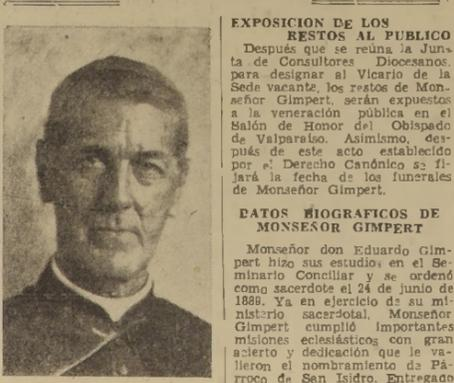 EXPOSICION DE LOS
RESTOS AL PUBLICO
Después que se reúna la Jun-
ta de Consultores Diocesanos,
para designar al Vicario de la
Sede vacante, los restos de Mon-
señor Gimpert, serán expuestos
a la veneración pública en el
Salón de Honor del Obispado
de Valparaíso. Asimismo, des-
pués de este acto establecido
por el Derecho Canónico se fi-
jará la fecha de los funerales
de Monseñor Gimpert.
DATOS BIOGRAFICOS DE
MONSEÑOR GIMPERT
Monseñor don Eduardo Gim-
pert hizo sus estudios en el Se-
minario Conciliar y se ordenó
como sacerdote el 24 de junio de
1889. Ya en ejercicio de su mi-
nisterio sacerdotal, Monseñor
Gimpert cumplió importantes
misiones eclesiásticos con gran
acierto y dedicación que le va-
lieron el nombramiento de Pá-
rroco de San Isidro. Entregado